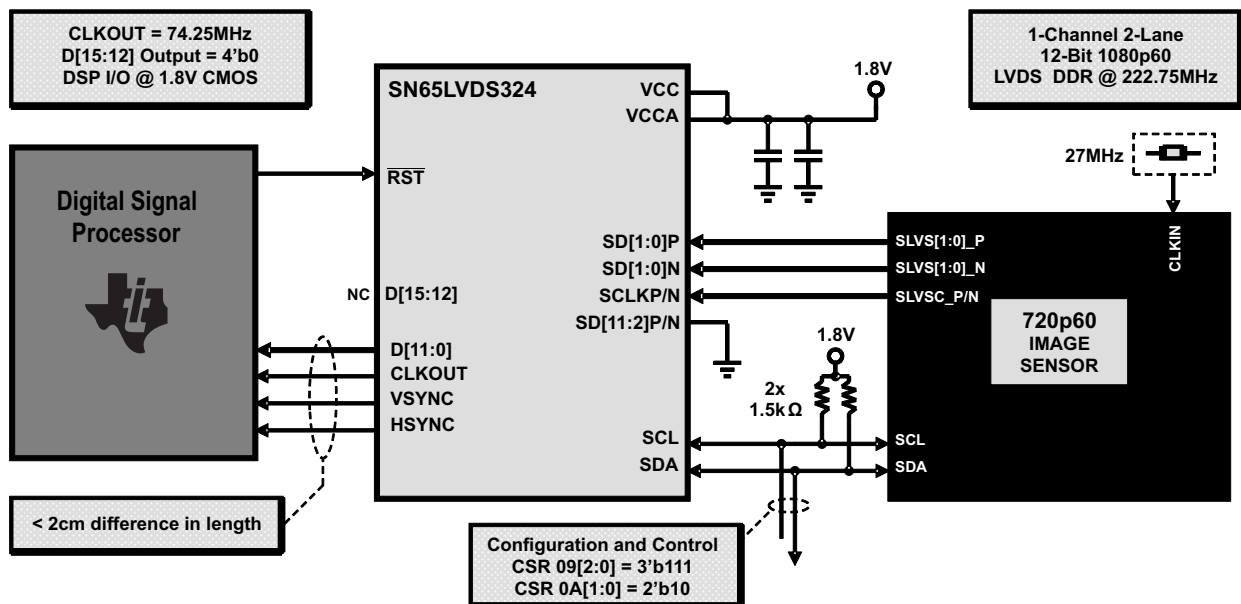 CLKOUT = 74.25MHz
D[15:12] Output = 4'b0
DSP I/O @ 1.8V CMOS
1-Channel 2-Lane
12-Bit 1080p60
LVDS DDR @ 222.75MHz
SN65LVDS324
VCC
VCCA
1.8V
27MHz
Digital Signal
Processor
RST
SD[1:0]P
SD[1:0]N
SCLKP/N
SD[11:2]P/N
SLVS[1:0]_P
SLVS[1:0]_N
SLVSC_P/N
CLKIN
NC
D[15:12]
720p60
IMAGE
SENSOR
1.8V
D[11:0]
CLKOUT
VSYNC
HSYNC
2x
1.5kΩ
SCL
SDA
SCL
SDA
< 2cm difference in length
Configuration and Control
CSR 09[2:0] = 3'b111
CSR 0A[1:0] = 2'b10